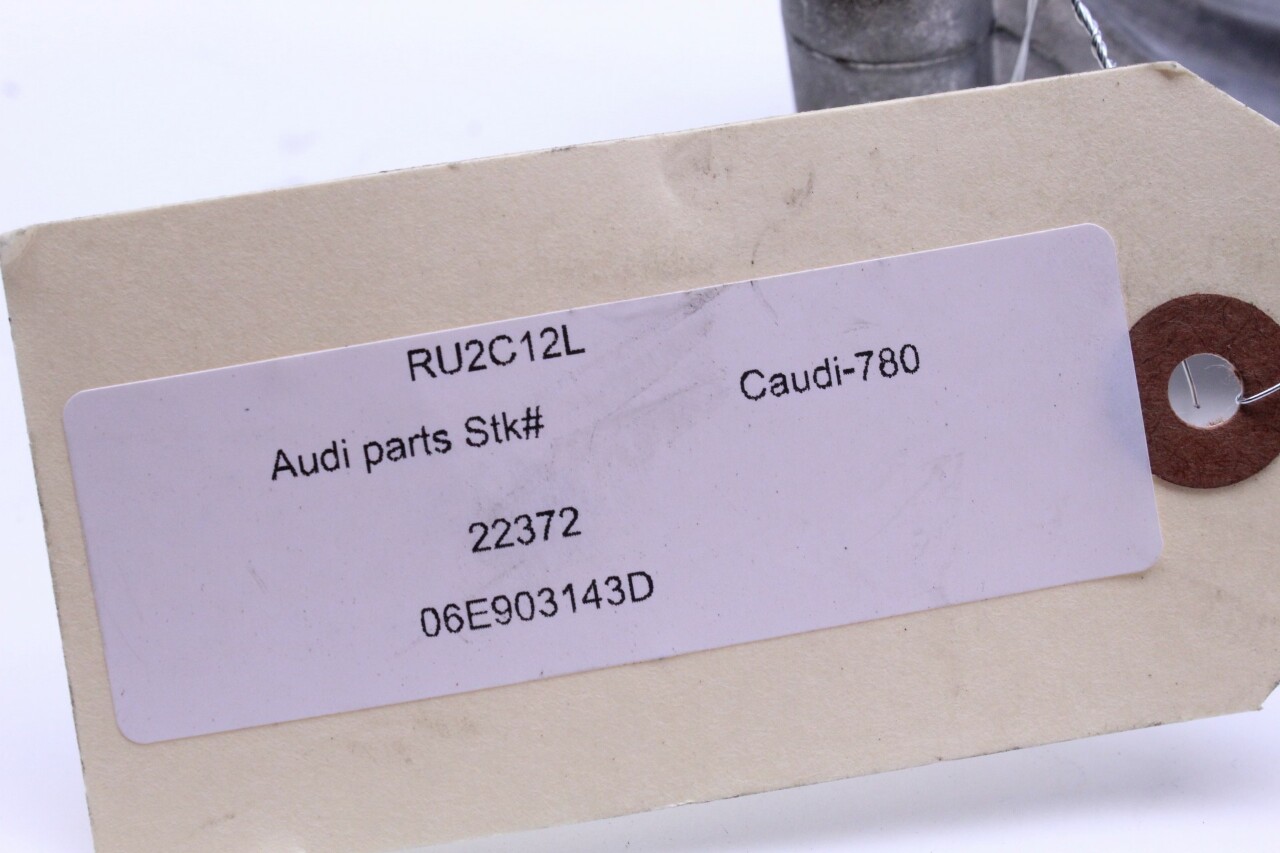 RU2C12L
Caudi-780
Audi parts Stk#
22372
06E903143D